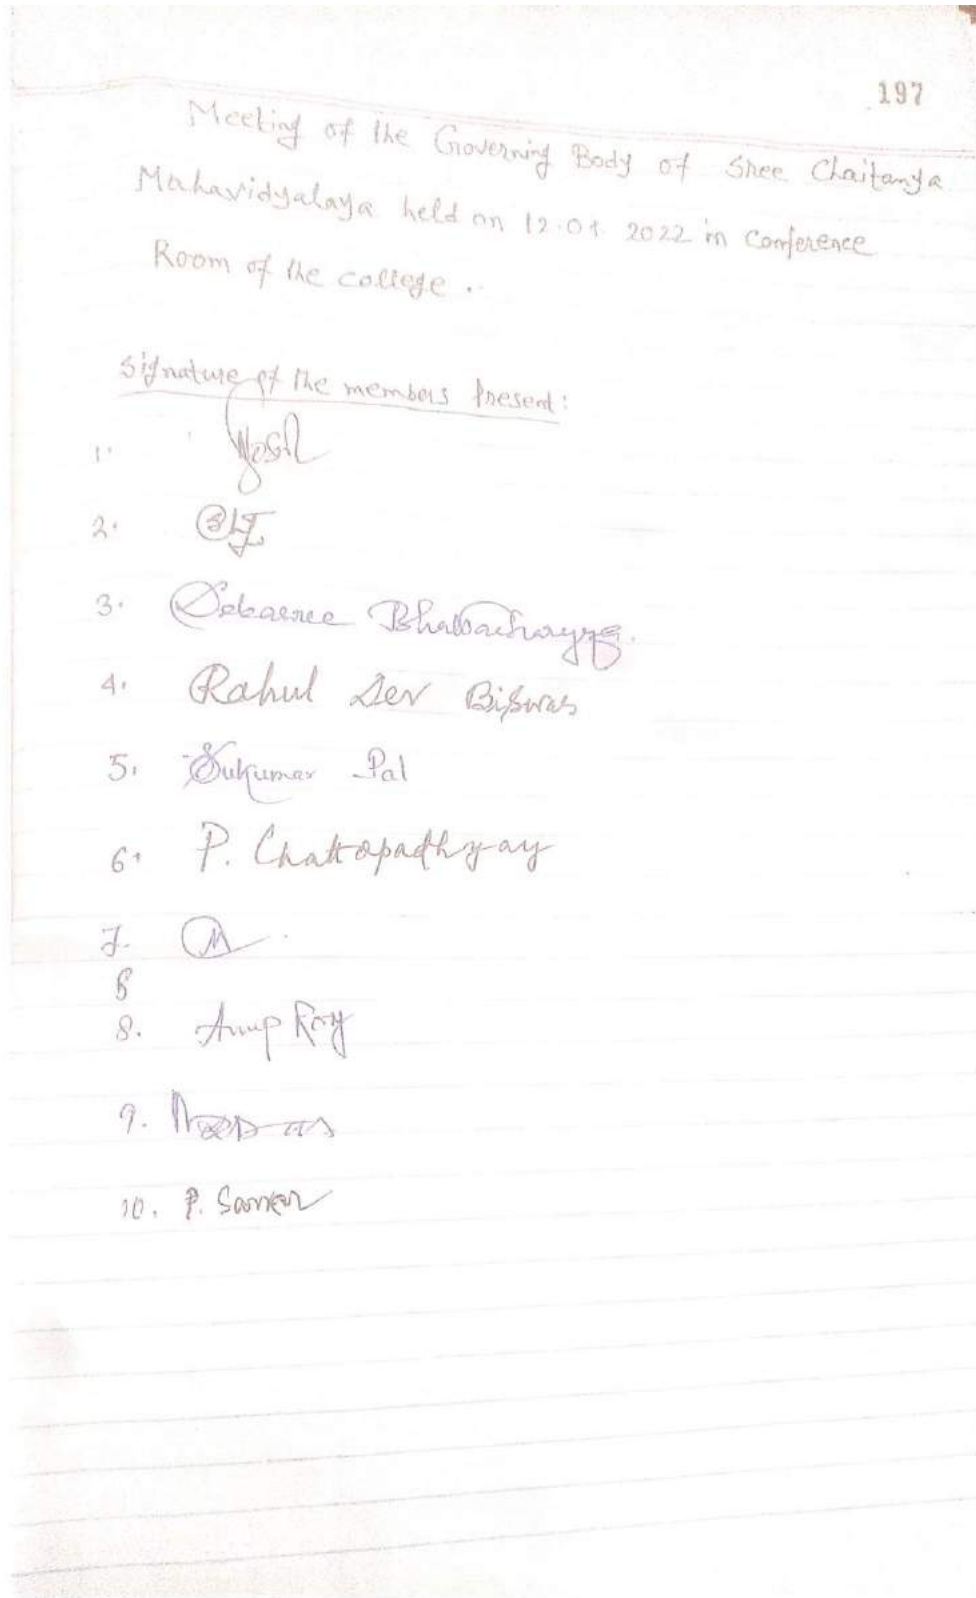 197
Meeting of the Governing Body of Shee Chaitanya
Mahavidyalaya held on 12.01. 2022 in Conference
Room of the college.
Signature of the members Present:
1.
2.
3. Debasree Bhattacharyya.
4. Rahul Dev Biswas
5. Sukumar Pal
6. P. Chattopadhyay
7. M
8
8. Anup Roy
9.
10. P. Sarker